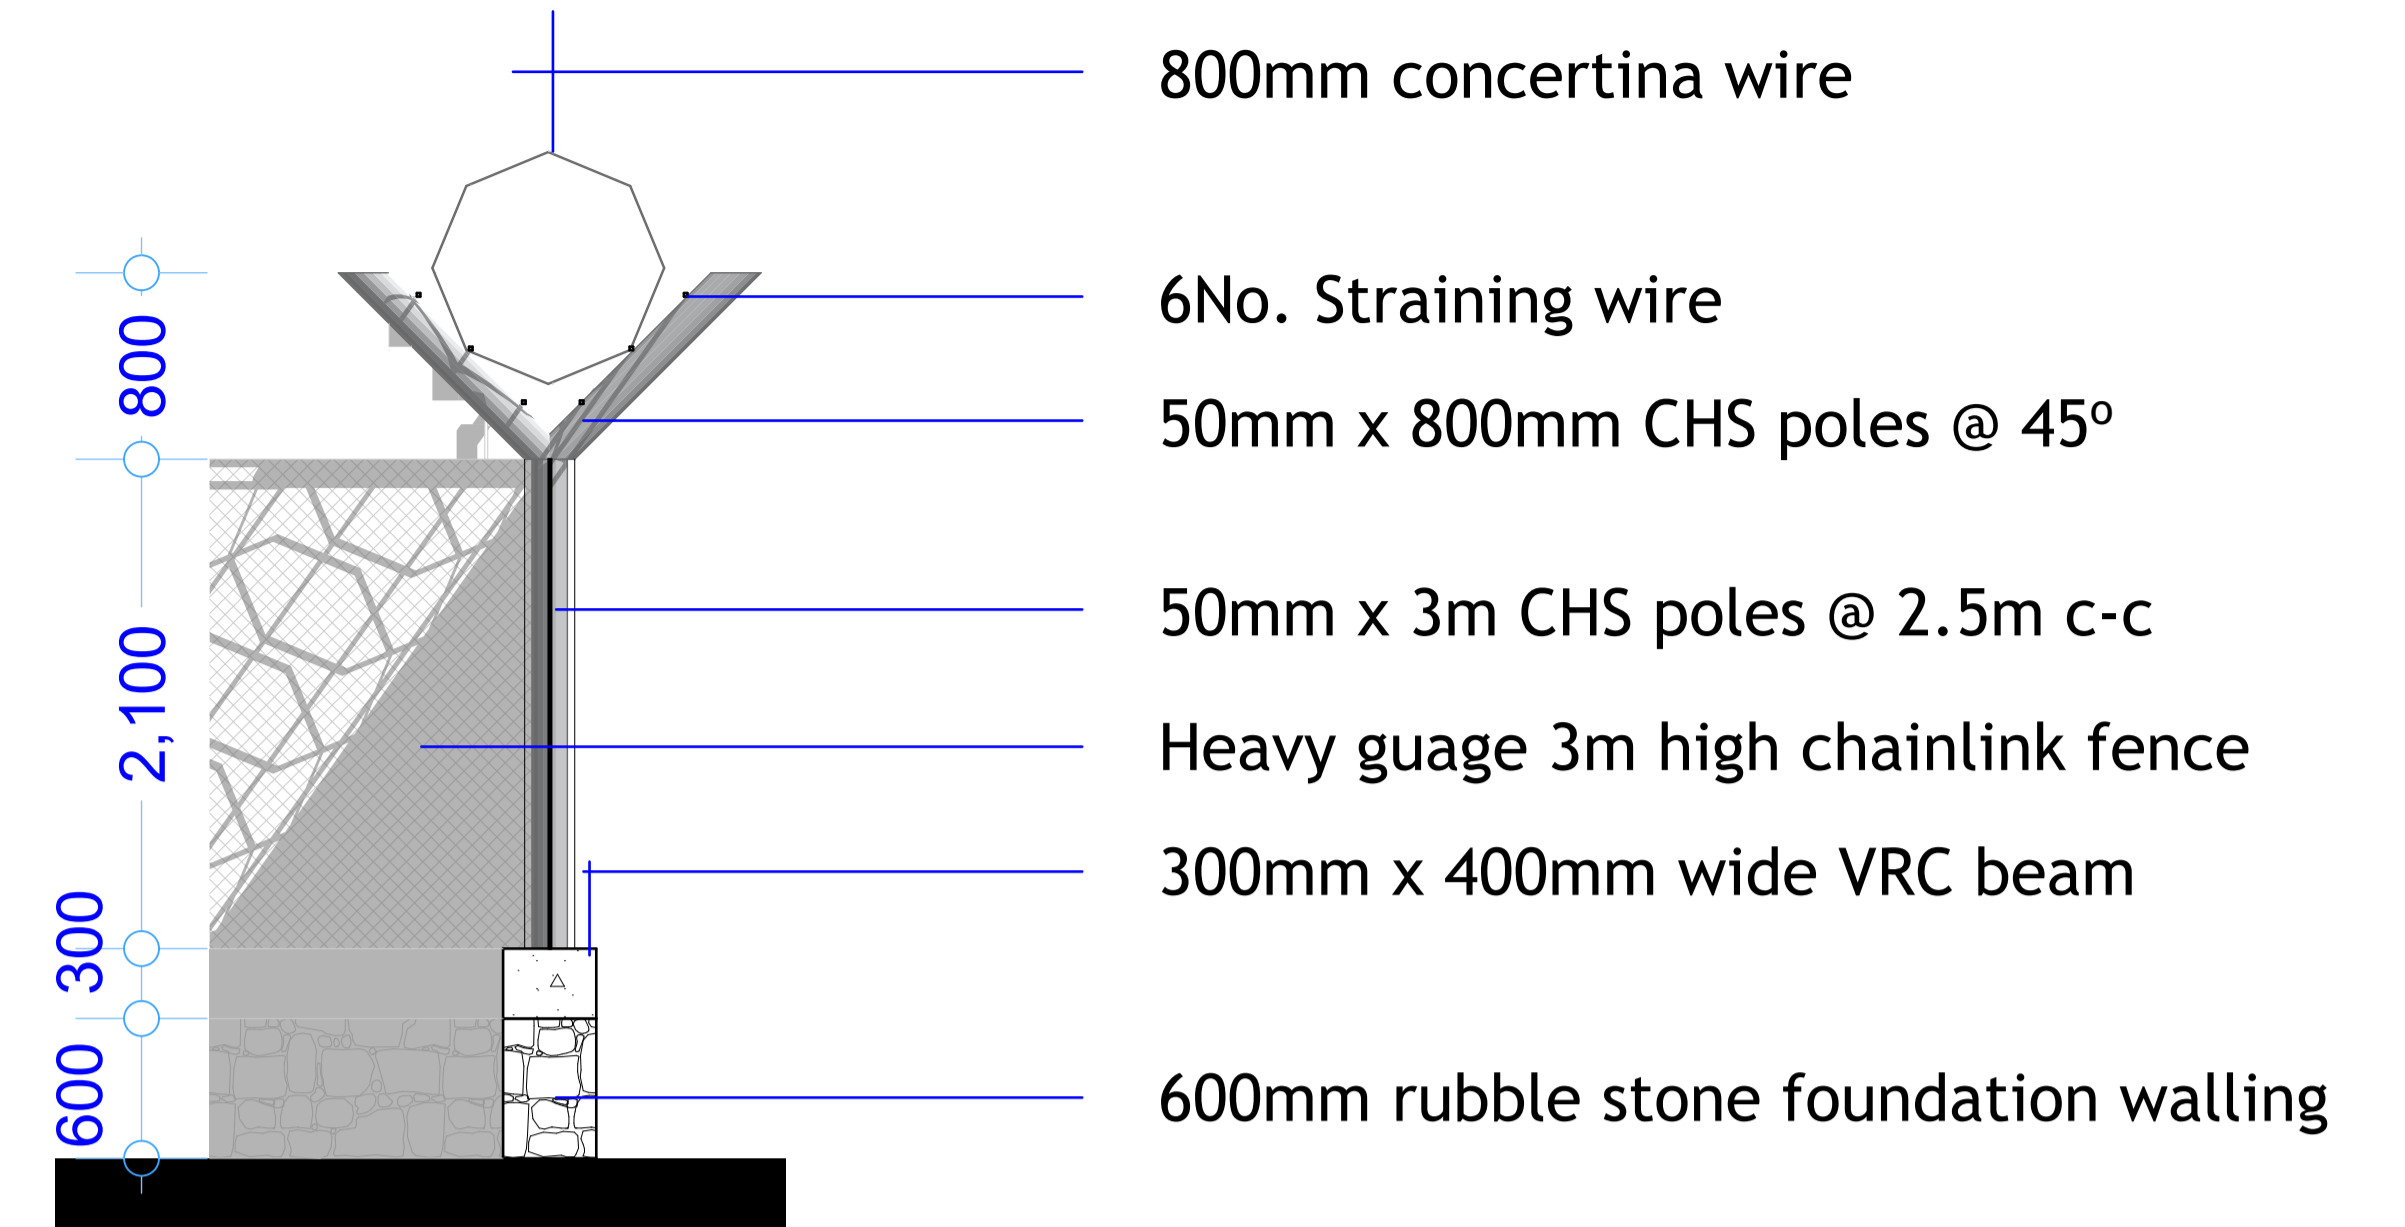 800mm concertina wire
800
6No. Straining wire
50mm x 800mm CHS poles @ 45º
2,100
50mm x 3m CHS poles @ 2.5m c-c
Heavy guage 3m high chainlink fence
300mm x 400mm wide VRC beam
300
600
600mm rubble stone foundation walling